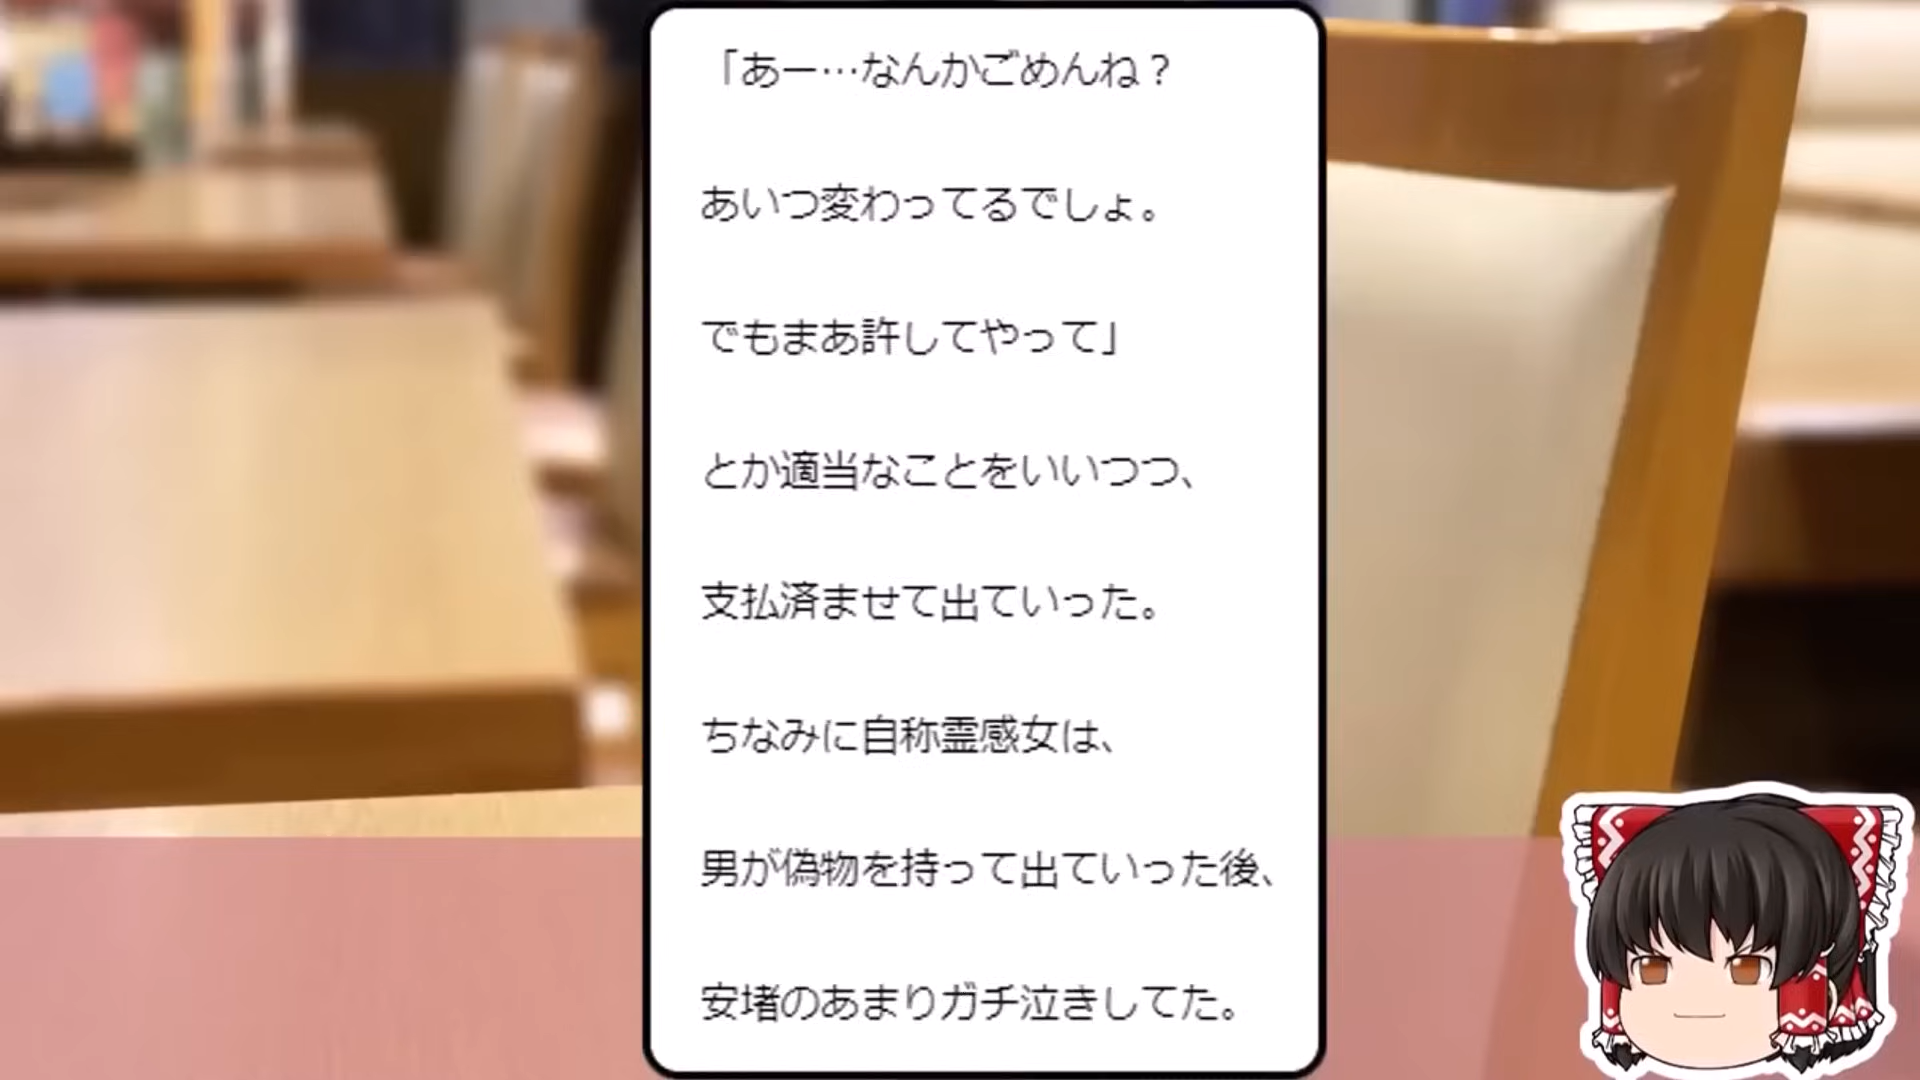 「あー…なんかごめんね？
あいつ変わってるでしょ。
でもまあ許してやって」
とか適当なことをいいつつ、
支払済ませて出ていった。
ちなみに自称霊感女は、
男が偽物を持って出ていった後、
安堵のあまりガチ泣きしてた。